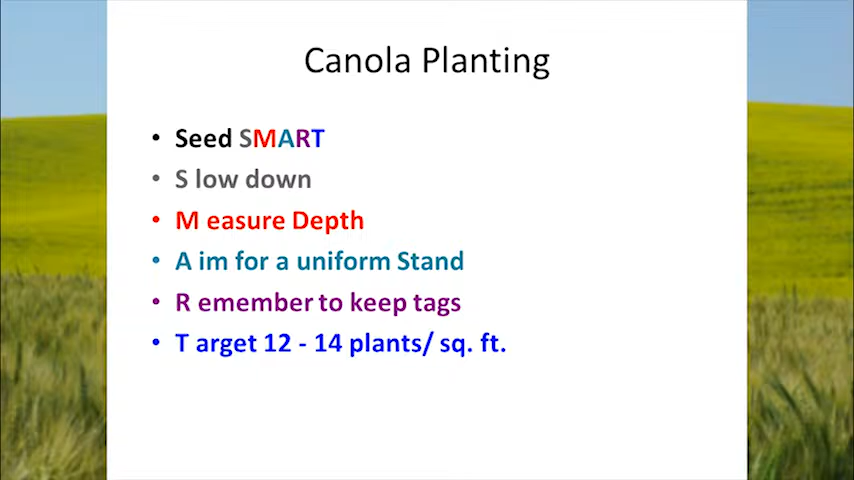 Canola Planting
• Seed SMART
• S low down
• M easure Depth
• A im for a uniform Stand
• R emember to keep tags
• T arget 12 - 14 plants/ sq. ft.